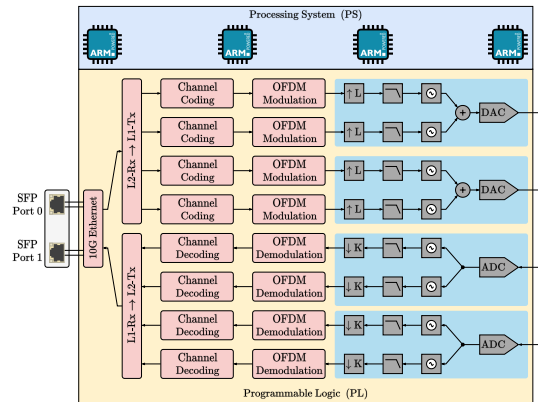 Processing System (PS)
ARM ARM ARM ARM
Channel Coding OFDM Modulation ↑ L DAC
Channel Coding OFDM Modulation ↑ L
L2-Rx → L1-Tx
Channel Coding OFDM Modulation ↑ L DAC
Channel Coding OFDM Modulation ↑ L
SFP
Port 0
SFP
Port 1
10G Ethernet
Channel Decoding OFDM Demodulation ↓ K ADC
Channel Decoding OFDM Demodulation ↓ K
L1-Rx → L2-Tx
Channel Decoding OFDM Demodulation ↓ K ADC
Channel Decoding OFDM Demodulation ↓ K
Programmable Logic (PL)